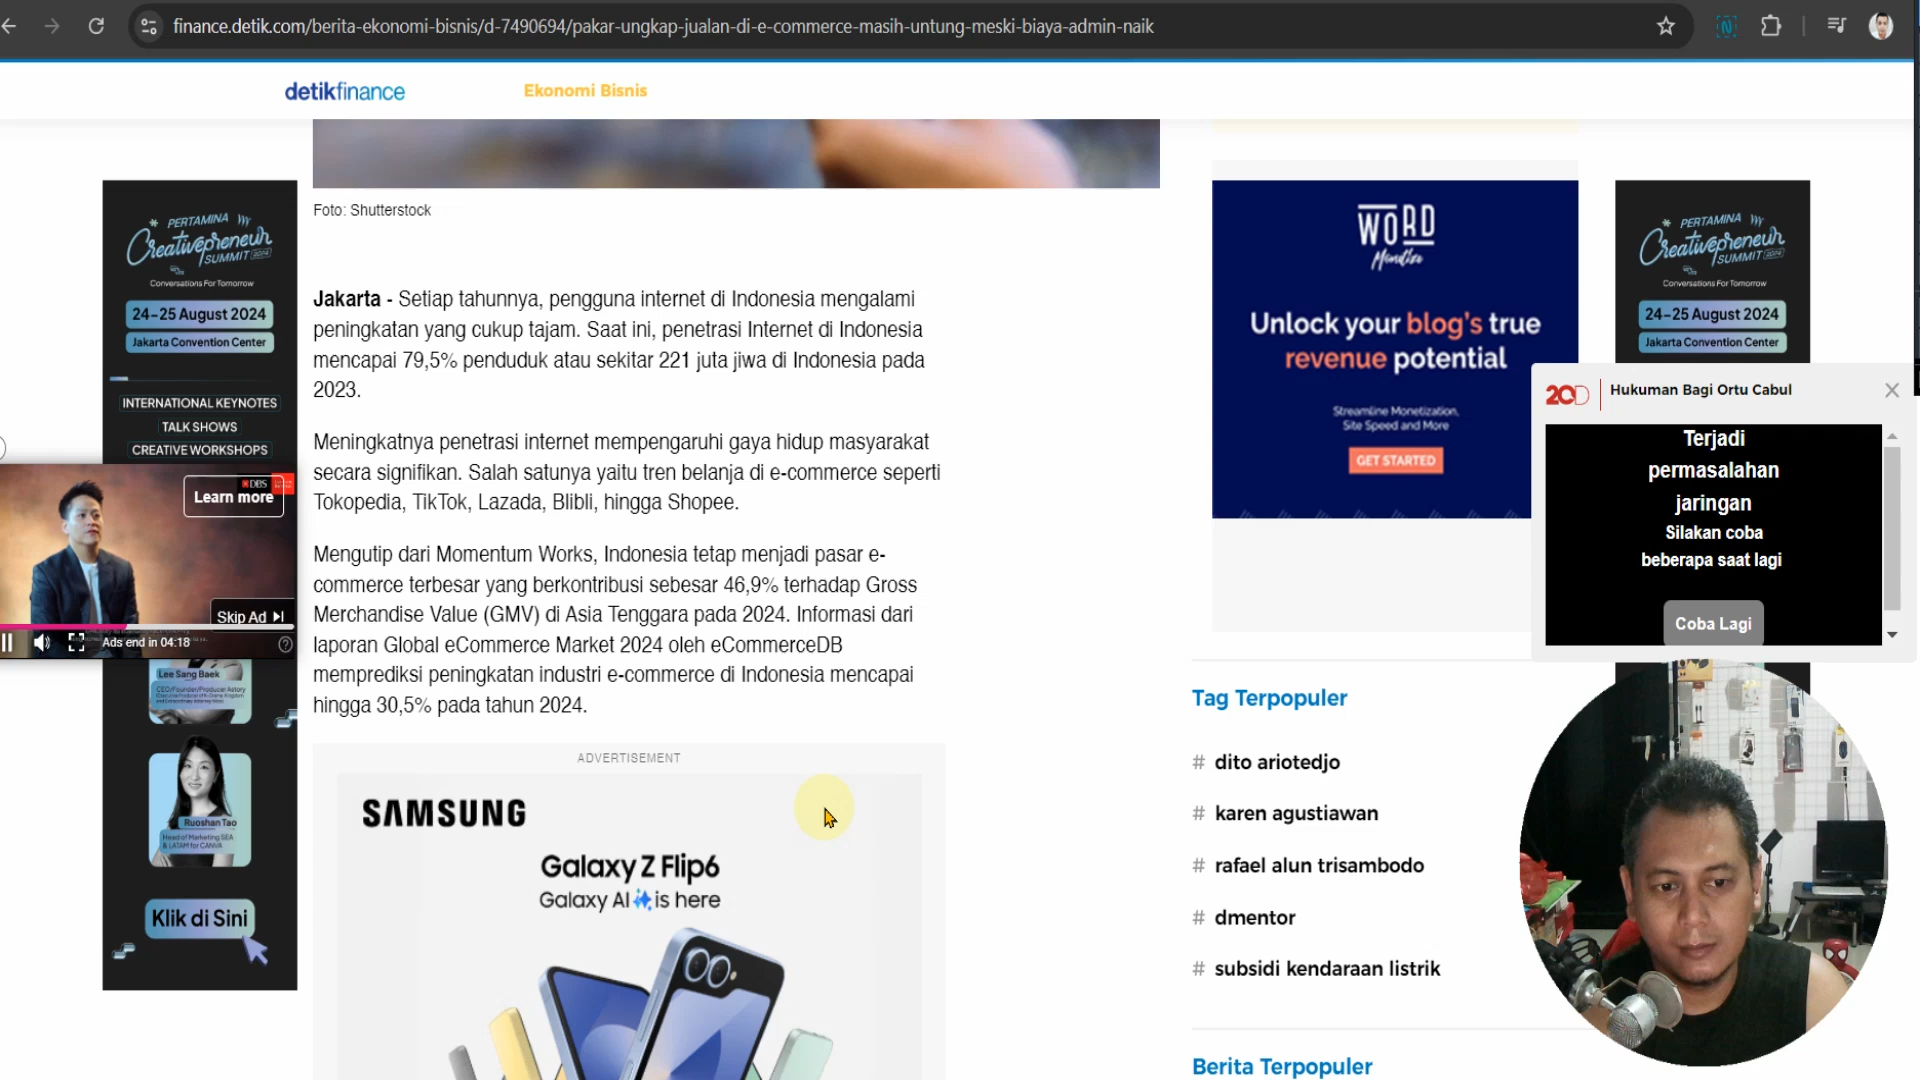 finance.detik.com/berita-ekonomi-bisnis/d-7490694/pakar-ungkap-jualan-di-e-commerce-masih-untung-meski-biaya-admin-naik
detikfinance
Ekonomi Bisnis
Foto: Shutterstock
Jakarta - Setiap tahunnya, pengguna internet di Indonesia mengalami
peningkatan yang cukup tajam. Saat ini, penetrasi Internet di Indonesia
mencapai 79,5% penduduk atau sekitar 221 juta jiwa di Indonesia pada
2023.
Meningkatnya penetrasi internet mempengaruhi gaya hidup masyarakat
secara signifikan. Salah satunya yaitu tren belanja di e-commerce seperti
Tokopedia, TikTok, Lazada, Blibli, hingga Shopee.
Mengutip dari Momentum Works, Indonesia tetap menjadi pasar e-
commerce terbesar yang berkontribusi sebesar 46,9% terhadap Gross
Merchandise Value (GMV) di Asia Tenggara pada 2024. Informasi dari
laporan Global eCommerce Market 2024 oleh eCommerceDB
memprediksi peningkatan industri e-commerce di Indonesia mencapai
hingga 30,5% pada tahun 2024.
ADVERTISEMENT
SAMSUNG
Galaxy Z Flip6
Galaxy AI is here
PERTAMINA
Creativepreneur
SUMMIT 2024
Conversations For Tomorrow
24-25 August 2024
Jakarta Convention Center
INTERNATIONAL KEYNOTES
TALK SHOWS
CREATIVE WORKSHOPS
DBS
Learn more
Skip Ad
Ads end in 04:18
Lee Sang Baek
CEO/Founder/Producer Astory
Ruoshan Tao
Head of Marketing SEA
& LATAM for CANVA
Klik di Sini
WORD
Monetize
Unlock your blog's true
revenue potential
Streamline Monetization,
Site Speed and More
GET STARTED
PERTAMINA
Creativepreneur
SUMMIT 2024
Conversations For Tomorrow
24-25 August 2024
Jakarta Convention Center
20D
Hukuman Bagi Ortu Cabul
Terjadi
permasalahan
jaringan
Silakan coba
beberapa saat lagi
Coba Lagi
Tag Terpopuler
# dito ariotedjo
# karen agustiawan
# rafael alun trisambodo
# dmentor
# subsidi kendaraan listrik
Berita Terpopuler